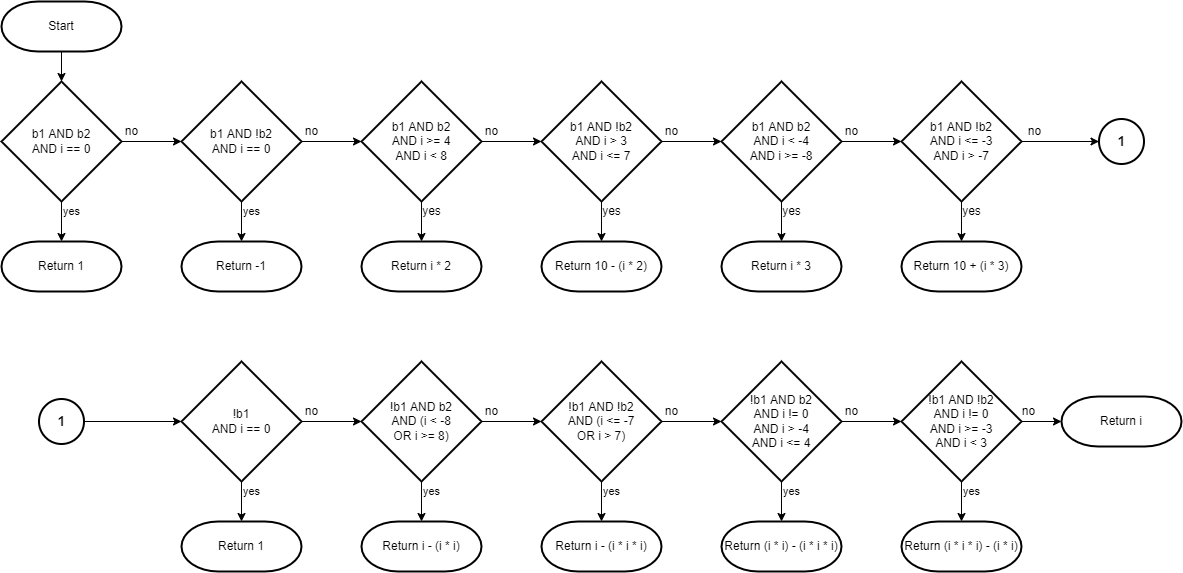 Start
b1 AND b2
AND i == 0
no
b1 AND !b2
AND i == 0
no
b1 AND b2
AND i >= 4
AND i < 8
no
b1 AND !b2
AND i > 3
AND i <= 7
no
b1 AND b2
AND i < -4
AND i >= -8
no
b1 AND !b2
AND i <= -3
AND i > -7
no
1
yes
yes
yes
yes
yes
yes
Return 1
Return -1
Return i * 2
Return 10 - (i * 2)
Return i * 3
Return 10 + (i * 3)
1
!b1
AND i == 0
no
!b1 AND b2
AND (i < -8
OR i >= 8)
no
!b1 AND !b2
AND (i <= -7
OR i > 7)
no
!b1 AND b2
AND i != 0
AND i > -4
AND i <= 4
no
!b1 AND !b2
AND i != 0
AND i >= -3
AND i < 3
no
Return i
yes
yes
yes
yes
yes
Return 1
Return i - (i * i)
Return i - (i * i * i)
Return (i * i) - (i * i * i)
Return (i * i * i) - (i * i)